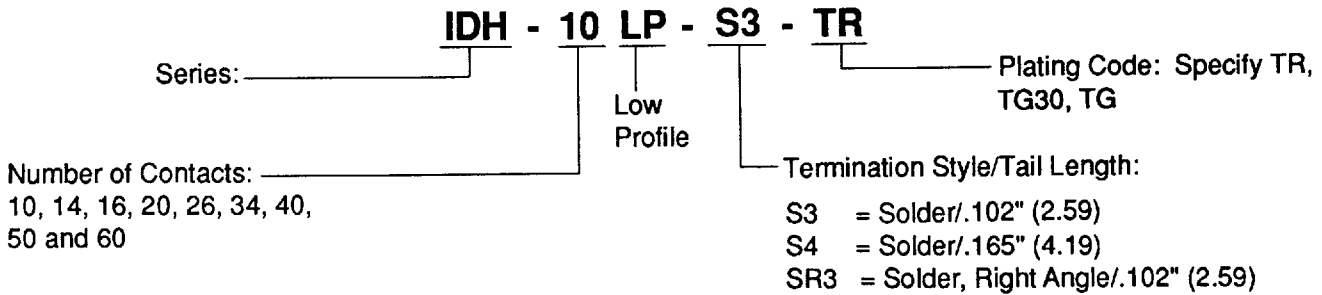 IDH - 10 LP - S3 - TR
Series:
Plating Code: Specify TR,
TG30, TG
Low
Profile
Number of Contacts:
10, 14, 16, 20, 26, 34, 40,
50 and 60
Termination Style/Tail Length:
S3 = Solder/.102" (2.59)
S4 = Solder/.165" (4.19)
SR3 = Solder, Right Angle/.102" (2.59)